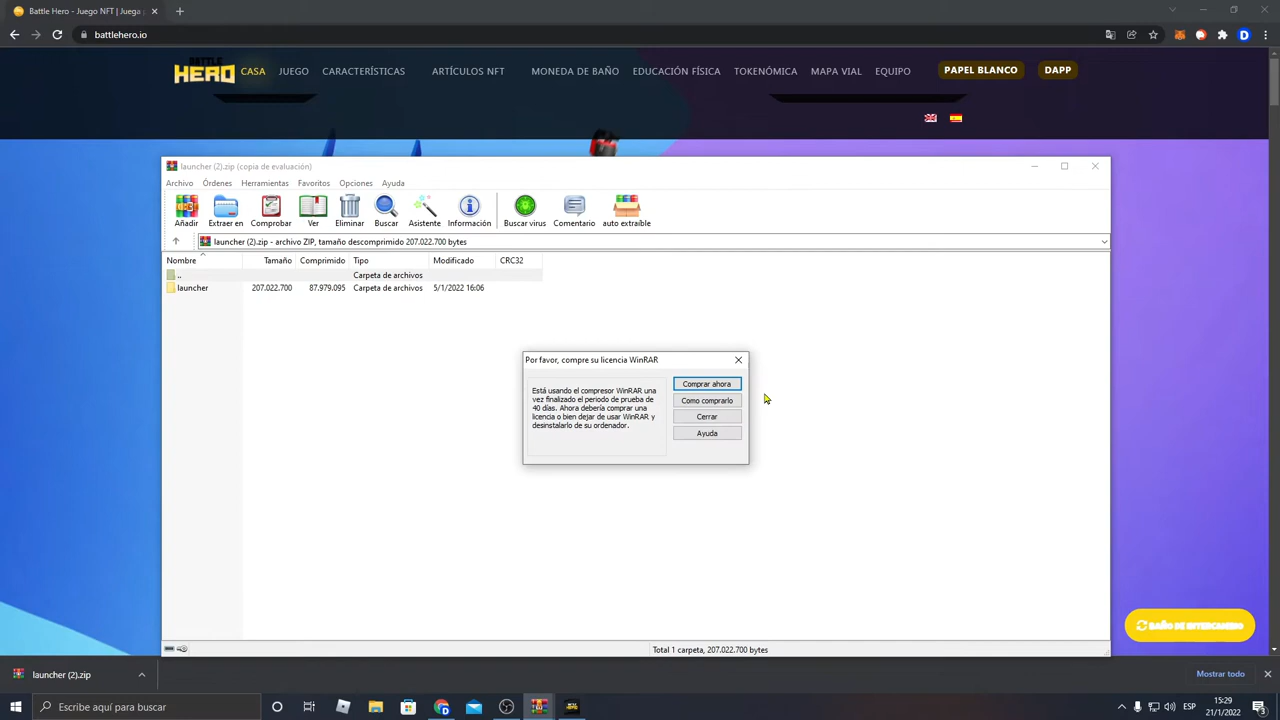 Battle Hero - Juego NFT | Juego p
battlehero.io
BATTLE HERO
CASA
JUEGO
CARACTERÍSTICAS
ARTÍCULOS NFT
MONEDA DE BAÑO
EDUCACIÓN FÍSICA
TOKENÓMICA
MAPA VIAL
EQUIPO
PAPEL BLANCO
DAPP
launcher (2).zip (copia de evaluación)
Archivo Órdenes Herramientas Favoritos Opciones Ayuda
Añadir Extraer en Comprobar Ver Eliminar Buscar Asistente Información Buscar virus Comentario auto extraíble
launcher (2).zip - archivo ZIP, tamaño descomprimido 207.022.700 bytes
Nombre Tamaño Comprimido Tipo Modificado CRC32
.. Carpeta de archivos
launcher 207.022.700 87.979.095 Carpeta de archivos 5/1/2022 16:06
Por favor, compre su licencia WinRAR
Está usando el compresor WinRAR una
vez finalizado el periodo de prueba de
40 días. Ahora debería comprar una
licencia o bien dejar de usar WinRAR y
desinstalarlo de su ordenador.
Comprar ahora
Como comprarlo
Cerrar
Ayuda
BAÑO DE INTERCAMBIO
Total 1 carpeta, 207.022.700 bytes
launcher (2).zip
Mostrar todo
Escribe aquí para buscar
ESP
15:29
21/1/2022